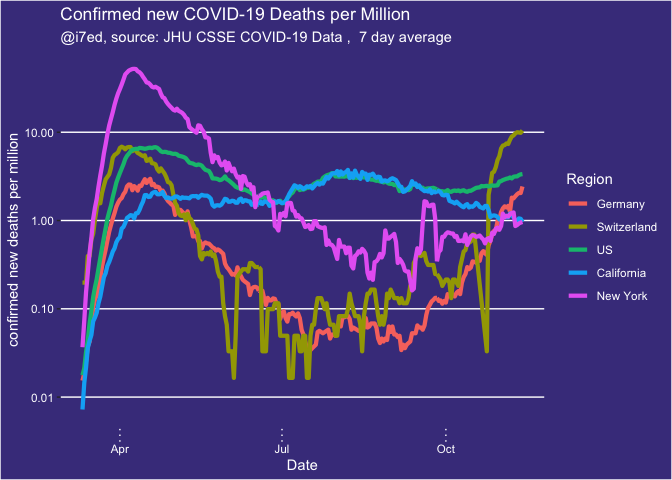 Confirmed new COVID-19 Deaths per Million
@i7ed, source: JHU CSSE COVID-19 Data ,  7 day average
confirmed new deaths per million
10.00
1.00
0.10
0.01
Apr
Jul
Oct
Date
Region
Germany
Switzerland
US
California
New York